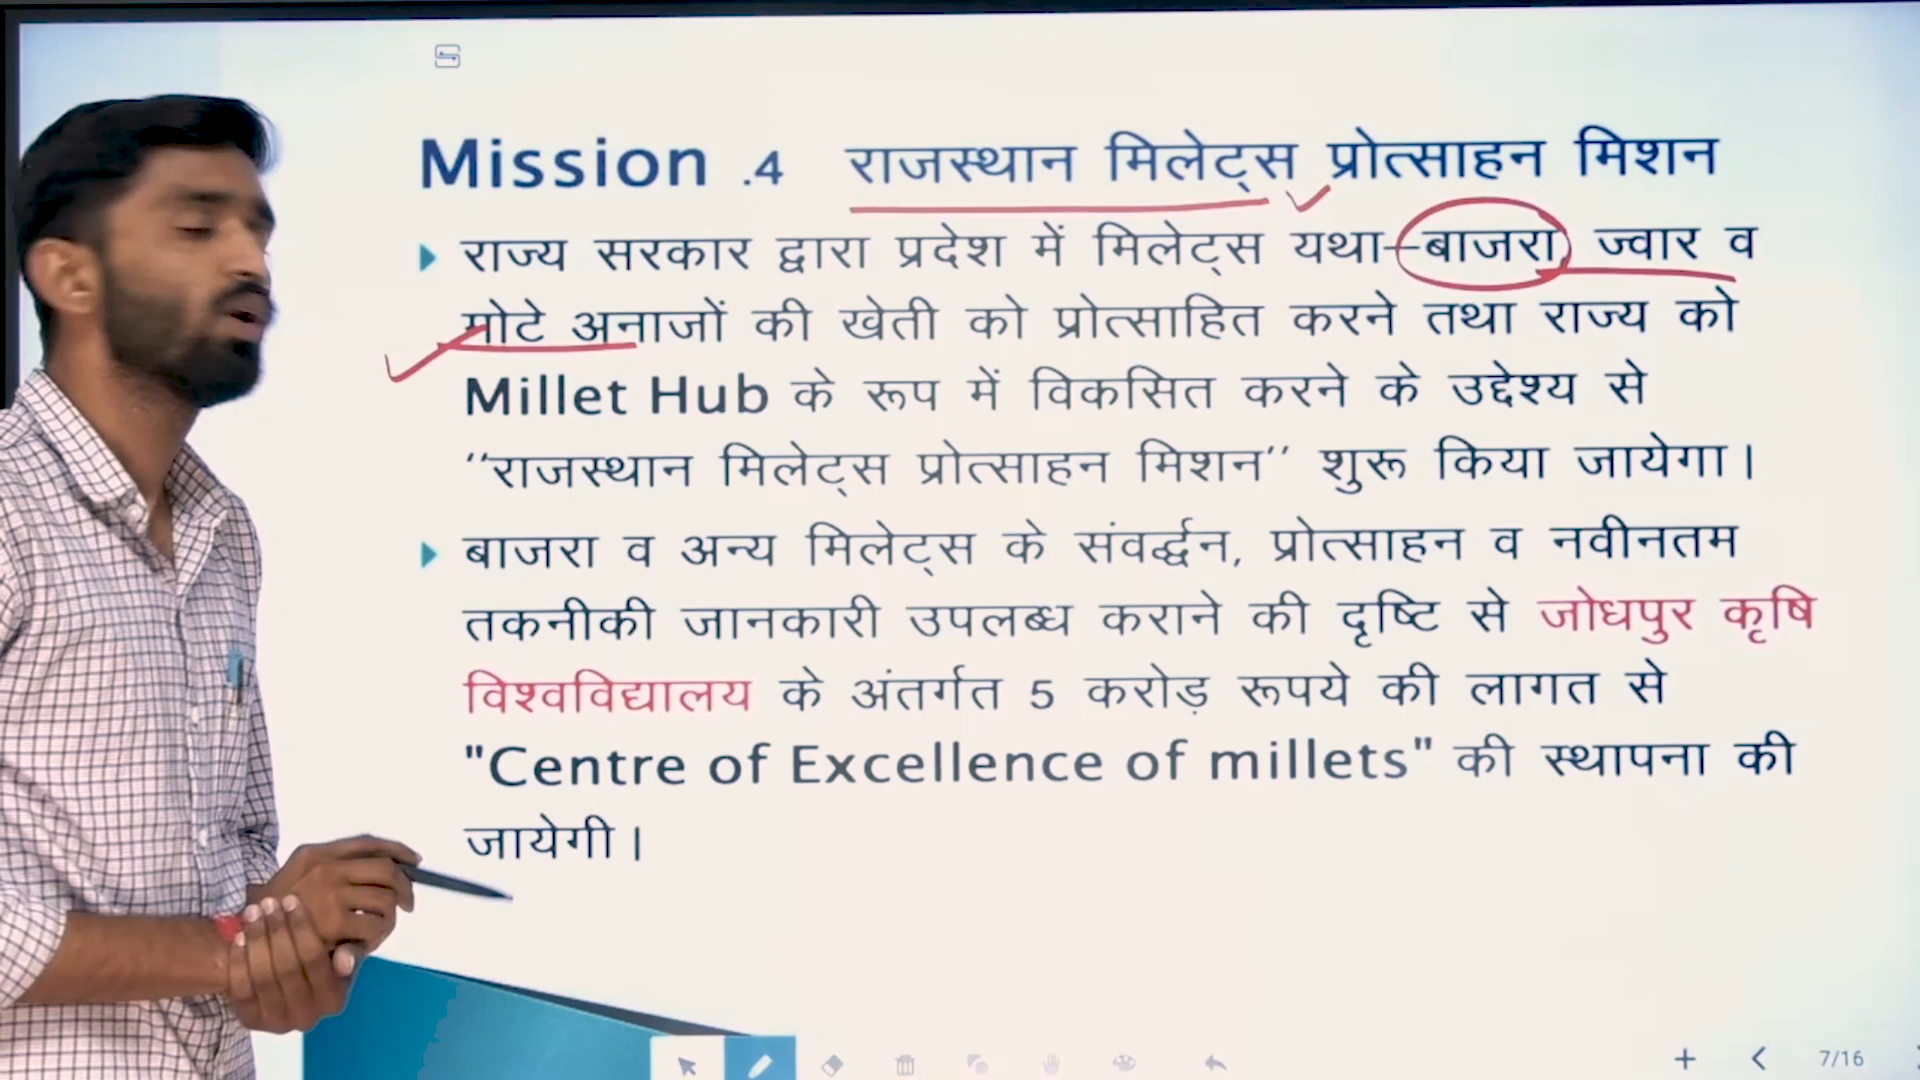 Mission .4 राजस्थान मिलेट्स प्रोत्साहन मिशन
राज्य सरकार द्वारा प्रदेश में मिलेट्स यथा-बाजरा, ज्वार व
मोटे अनाजों की खेती को प्रोत्साहित करने तथा राज्य को
Millet Hub के रूप में विकसित करने के उद्देश्य से
‘‘राजस्थान मिलेट्स प्रोत्साहन मिशन’’ शुरू किया जायेगा।
बाजरा व अन्य मिलेट्स के संवर्द्धन, प्रोत्साहन व नवीनतम
तकनीकी जानकारी उपलब्ध कराने की दृष्टि से जोधपुर कृषि
विश्वविद्यालय के अंतर्गत 5 करोड़ रूपये की लागत से
"Centre of Excellence of millets" की स्थापना की
जायेगी।
7/16